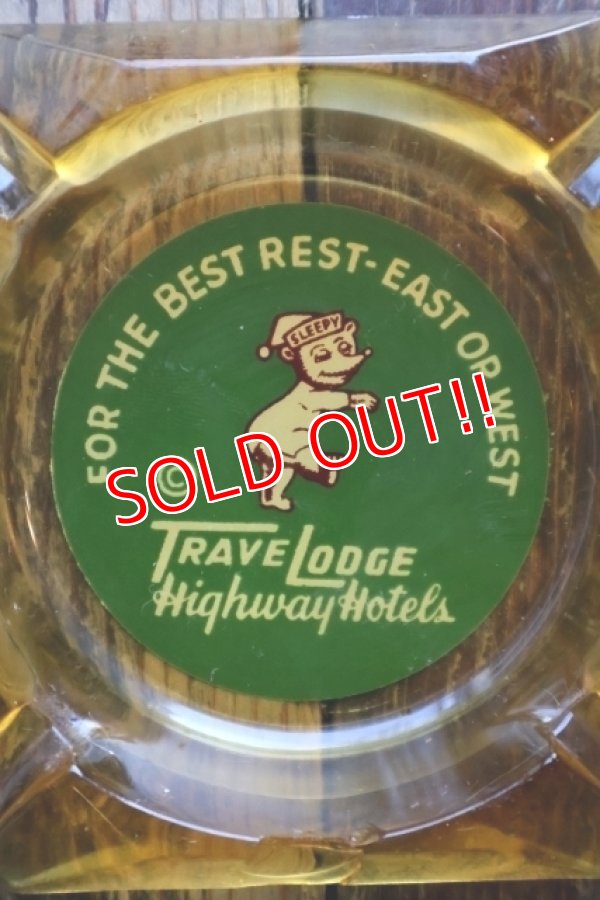 FOR THE BEST REST-EAST OR WEST
SLEEPY
SOLD OUT!!
©
TRAVELODGE
Highway Hotels